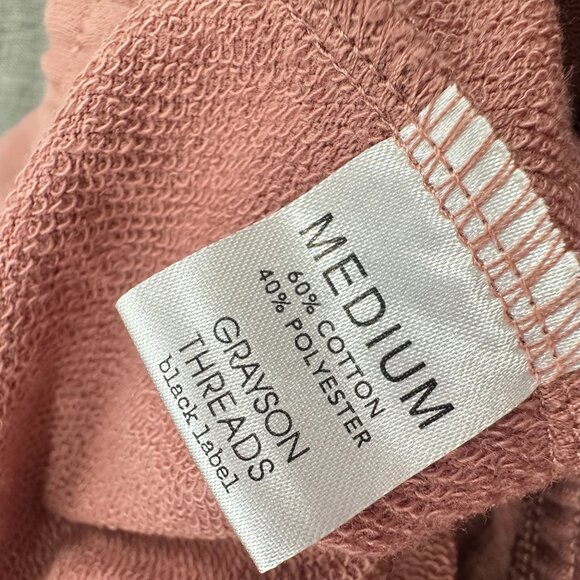 MEDIUM
60% COTTON
40% POLYESTER
GRAYSON
THREADS
black label